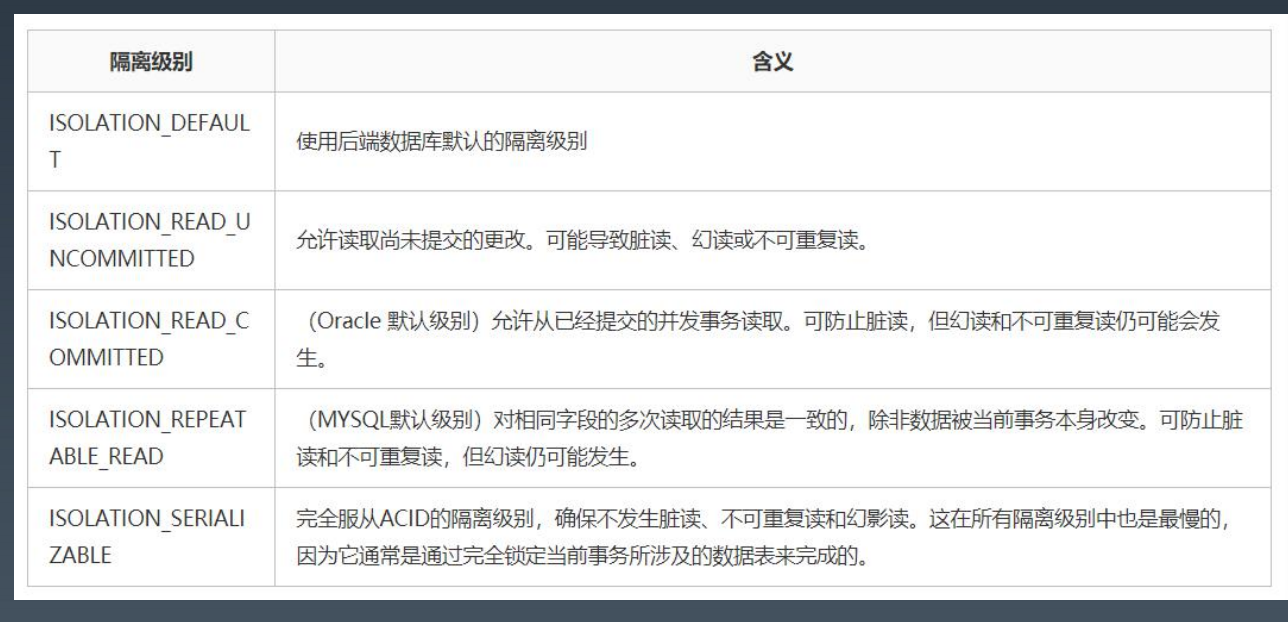 隔离级别
含义
ISOLATION_DEFAUL
T
使用后端数据库默认的隔离级别
ISOLATION_READ_U
NCOMMITTED
允许读取尚未提交的更改。可能导致脏读、幻读或不可重复读。
ISOLATION_READ_C
OMMITTED
（Oracle 默认级别）允许从已经提交的并发事务读取。可防止脏读，但幻读和不可重复读仍可能会发
生。
ISOLATION_REPEAT
ABLE_READ
（MYSQL默认级别）对相同字段的多次读取的结果是一致的，除非数据被当前事务本身改变。可防止脏
读和不可重复读，但幻读仍可能发生。
ISOLATION_SERIALI
ZABLE
完全服从ACID的隔离级别，确保不发生脏读、不可重复读和幻影读。这在所有隔离级别中也是最慢的，
因为它通常是通过完全锁定当前事务所涉及的数据表来完成的。